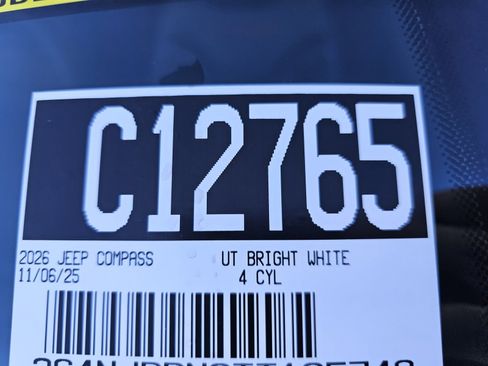 C12765
2026 JEEP COMPASS UT BRIGHT WHITE
11/06/25 4 CYL